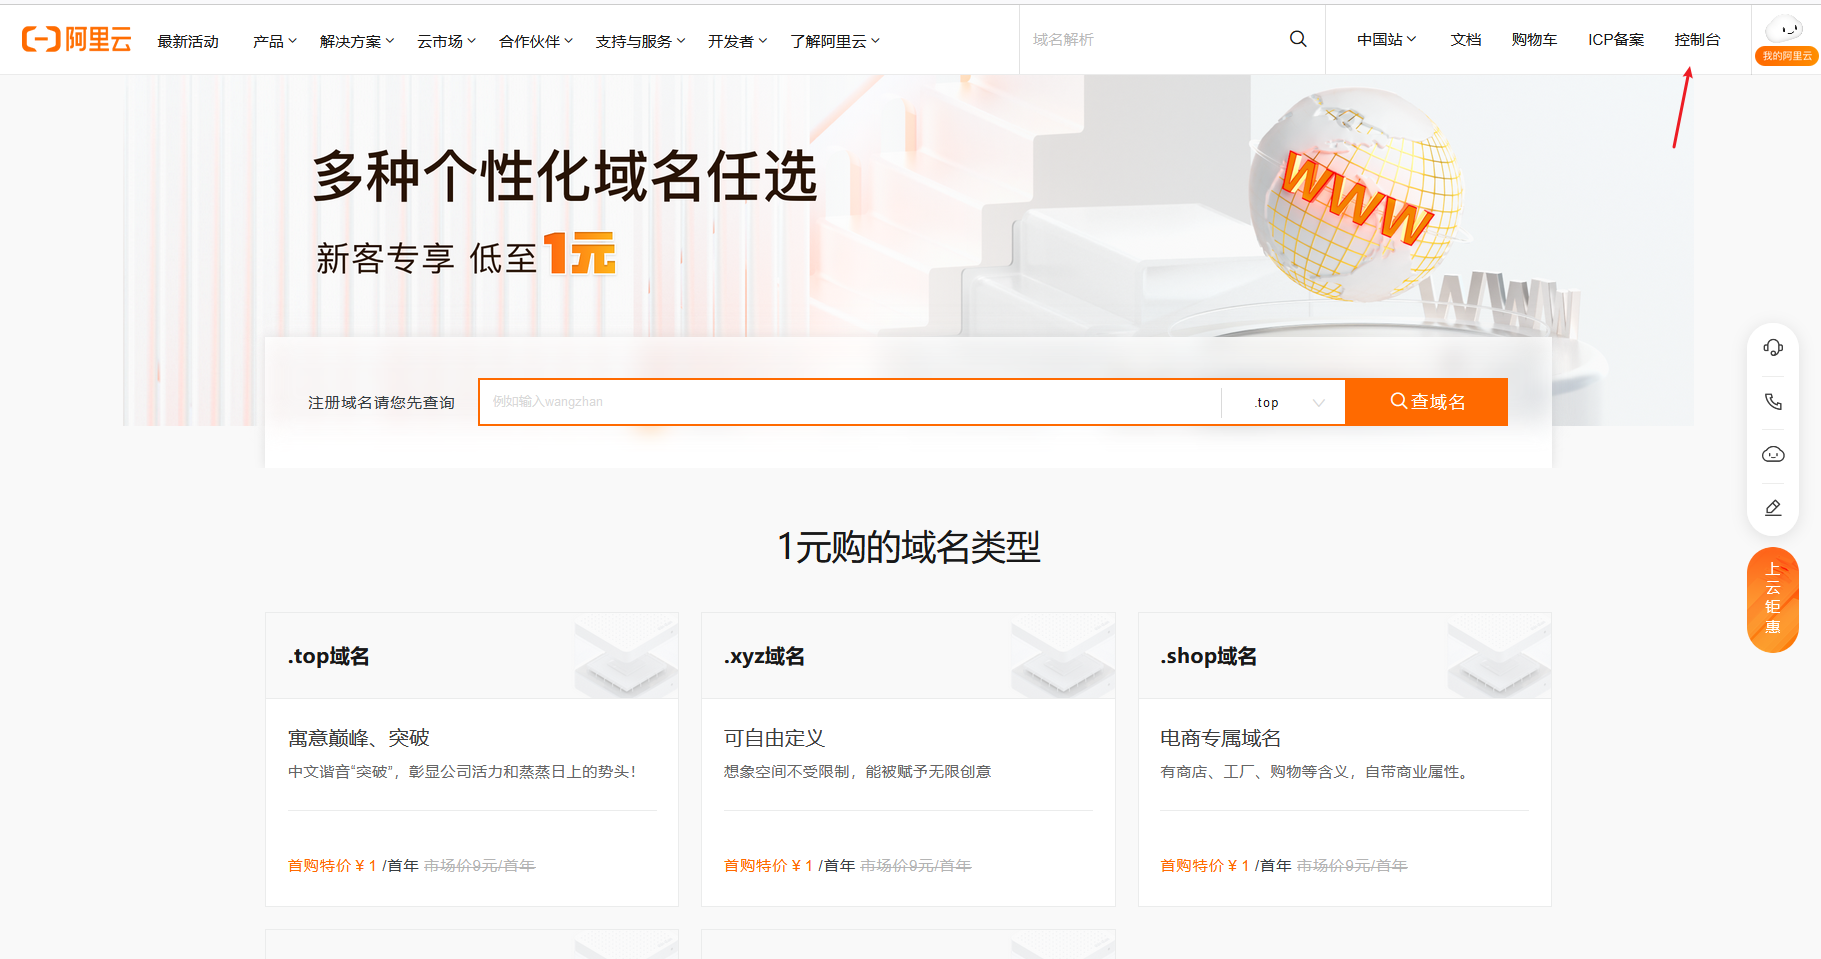 阿里云 最新活动 产品 解决方案 云市场 合作伙伴 支持与服务 开发者 了解阿里云 域名解析 中国站 文档 购物车 ICP备案 控制台
我的阿里云
多种个性化域名任选
新客专享 低至1元
WWW
WWW
注册域名请您先查询 例如输入wangzhan .top 查域名
上云钜惠
1元购的域名类型
.top域名 .xyz域名 .shop域名
寓意巅峰、突破 可自由定义 电商专属域名
中文谐音“突破”，彰显公司活力和蒸蒸日上的势头！ 想象空间不受限制，能被赋予无限创意 有商店、工厂、购物等含义，自带商业属性。
首购特价 ¥ 1 /首年 市场价9元/首年 首购特价 ¥ 1 /首年 市场价9元/首年 首购特价 ¥ 1 /首年 市场价9元/首年